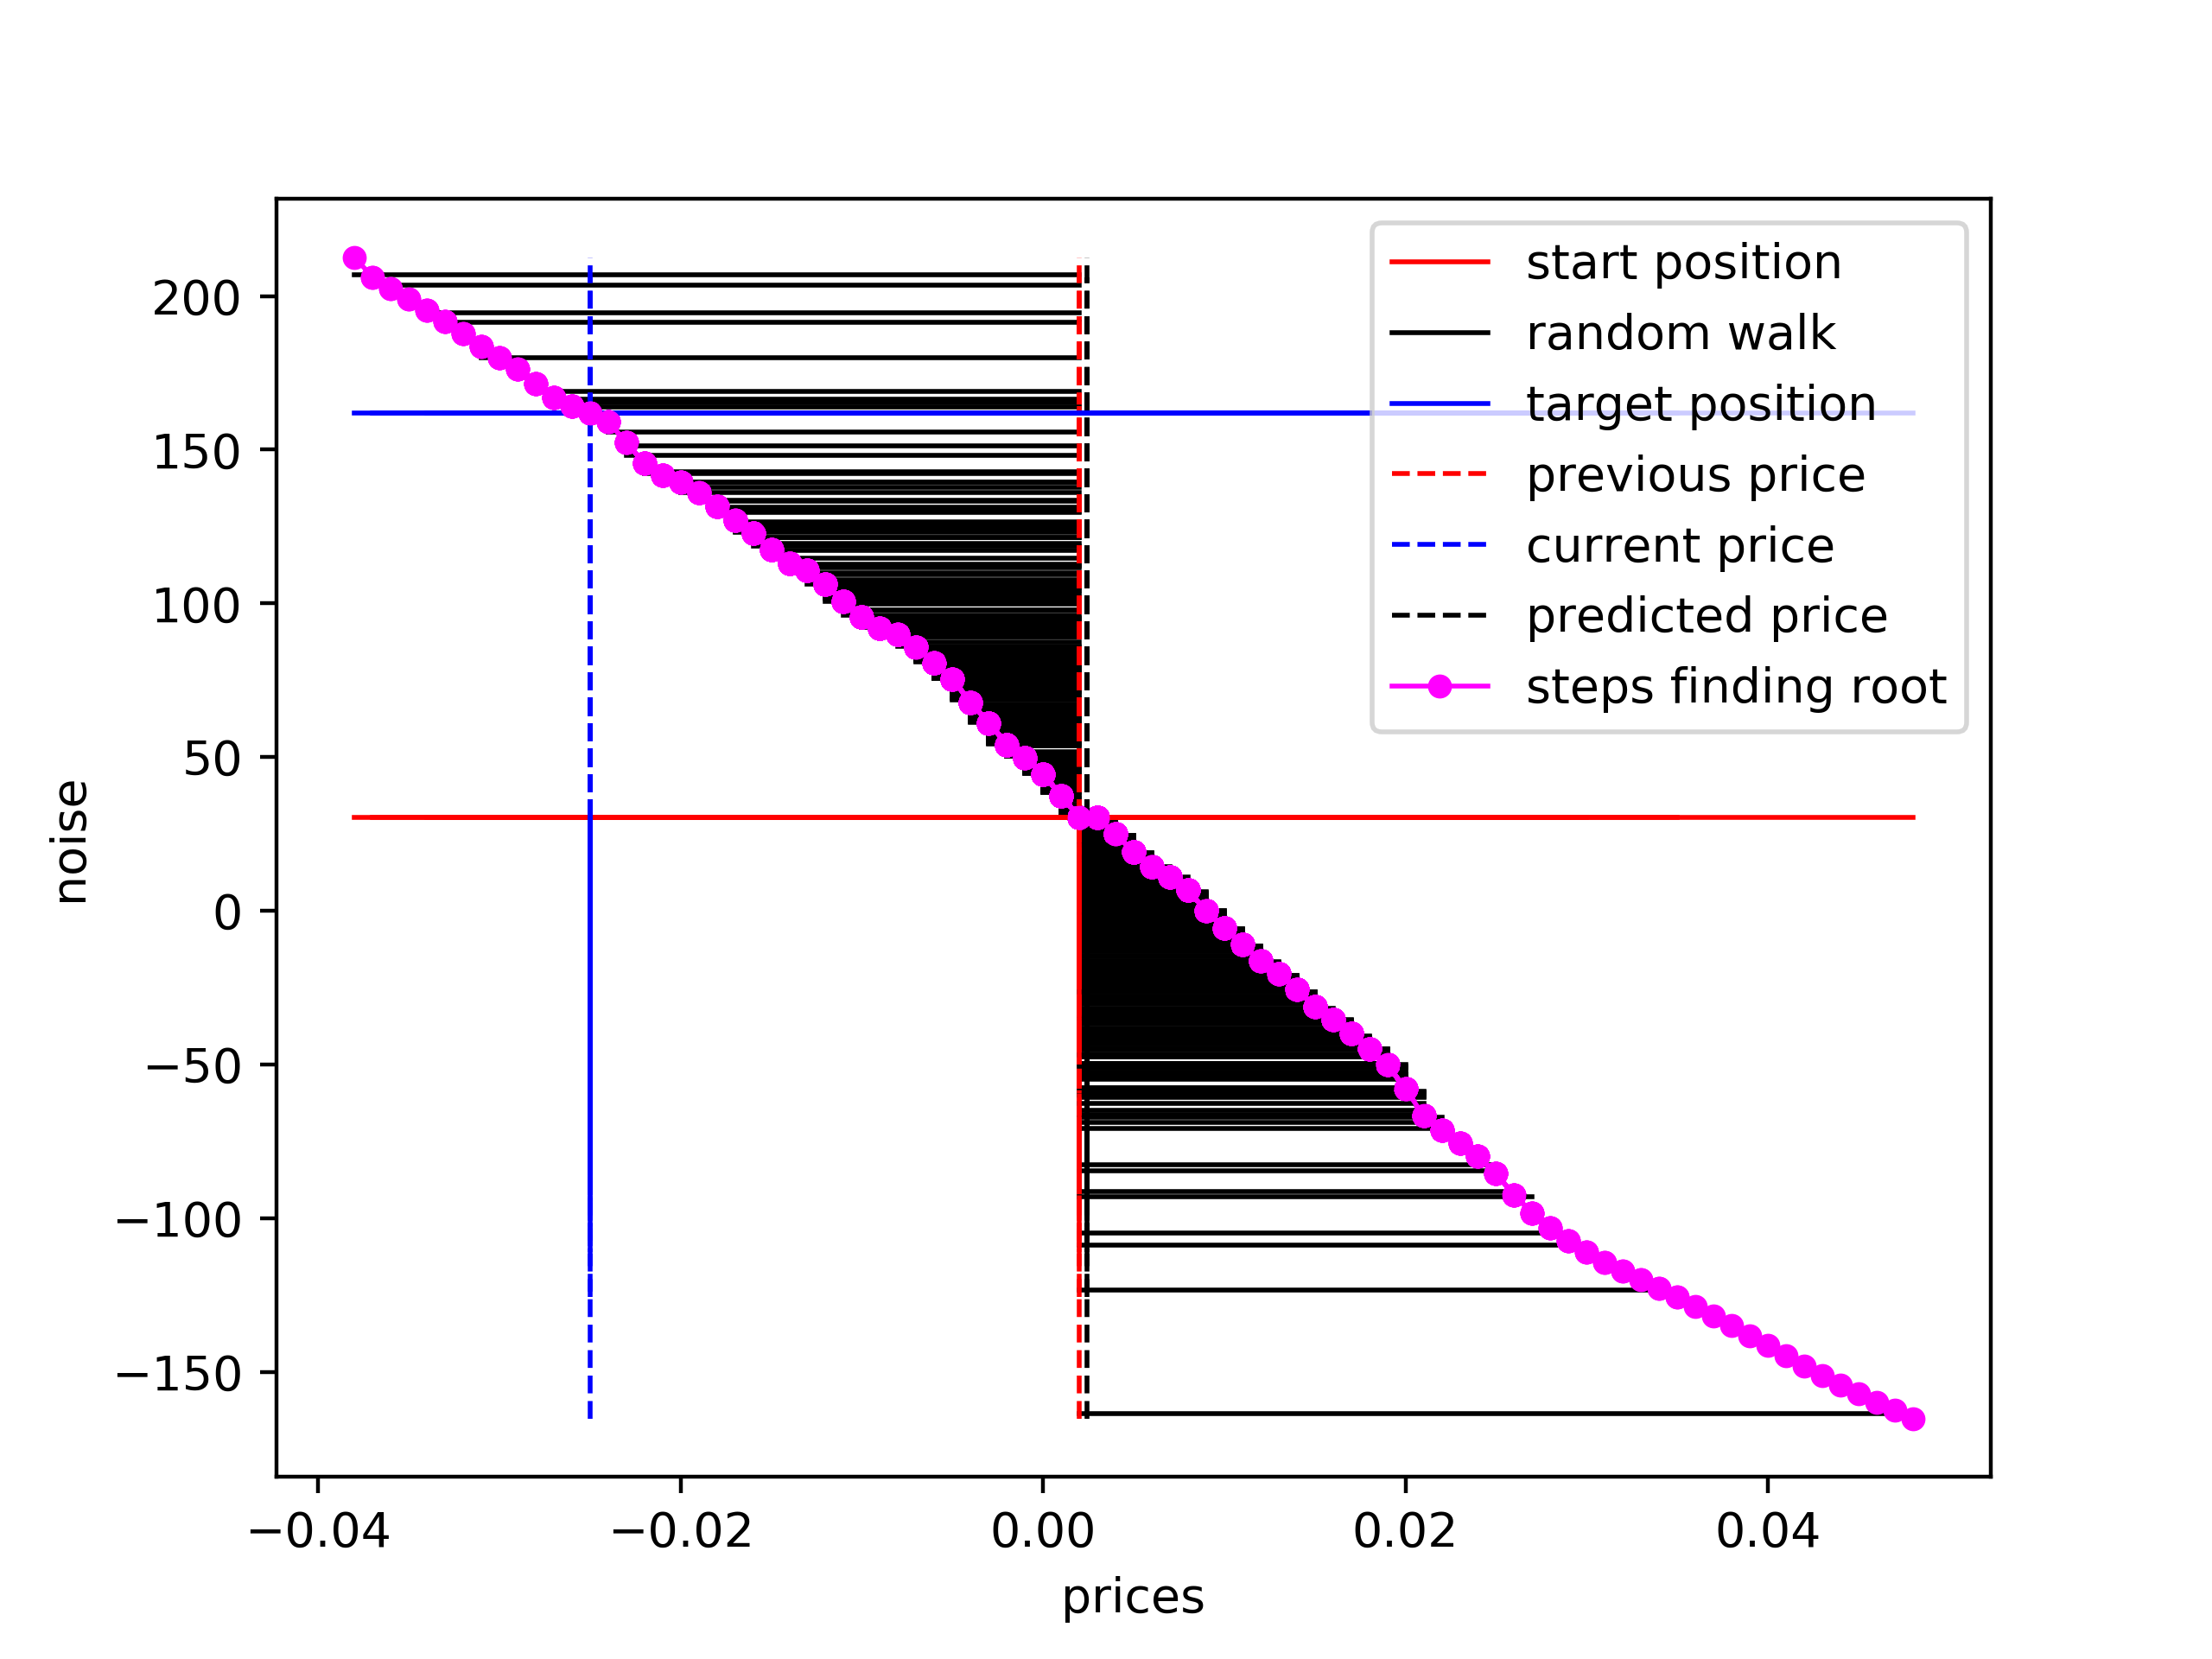 start position
random walk
target position
previous price
current price
predicted price
steps finding root
200
150
100
50
0
−50
−100
−150
noise
−0.04 −0.02 0.00 0.02 0.04
prices